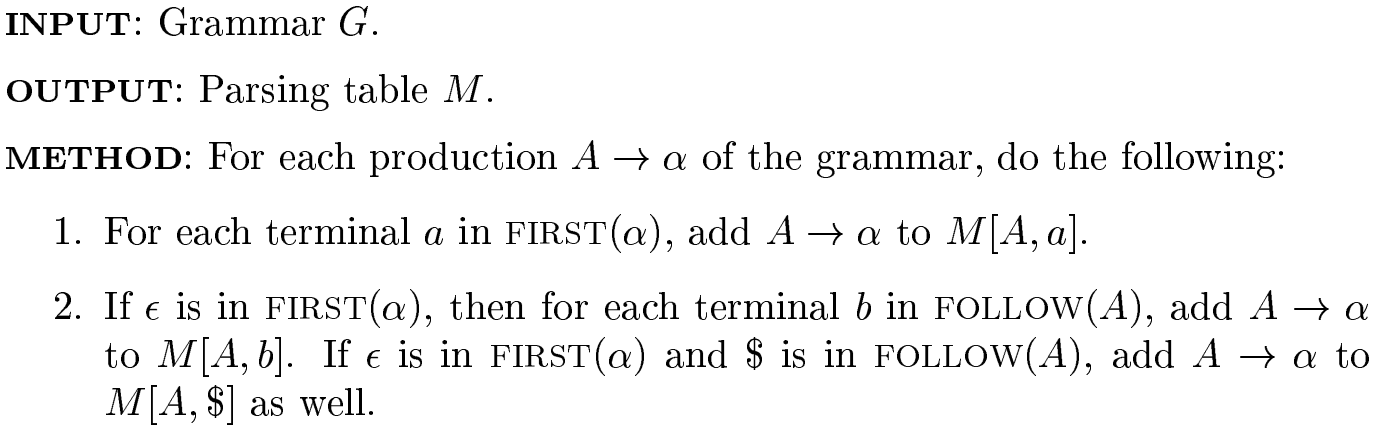 INPUT: Grammar G.
OUTPUT: Parsing table M.
METHOD: For each production A → α of the grammar, do the following:
1. For each terminal a in FIRST(α), add A → α to M[A, a].
2. If ϵ is in FIRST(α), then for each terminal b in FOLLOW(A), add A → α
to M[A, b]. If ϵ is in FIRST(α) and $ is in FOLLOW(A), add A → α to
M[A, $] as well.